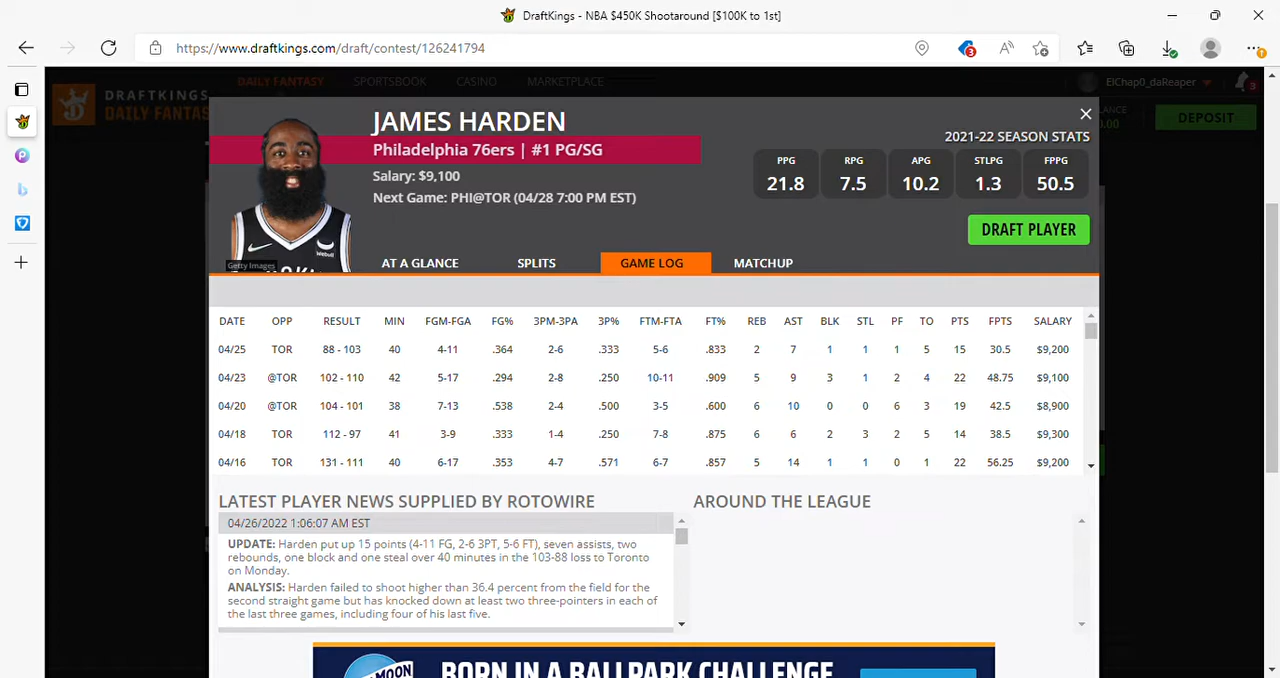 DraftKings - NBA $450K Shootaround [$100K to 1st]
https://www.draftkings.com/draft/contest/126241794
3
DAILY FANTASY SPORTSBOOK CASINO MARKETPLACE
ElChap0_daReaper
3
DRAFTKINGS
DAILY FANTAS
DEPOSIT
JAMES HARDEN
Philadelphia 76ers | #1 PG/SG
Salary: $9,100
Next Game: PHI@TOR (04/28 7:00 PM EST)
2021-22 SEASON STATS
PPG RPG APG STLPG FPPG
21.8 7.5 10.2 1.3 50.5
DRAFT PLAYER
Getty Images
AT A GLANCE SPLITS GAME LOG MATCHUP
DATE OPP RESULT MIN FGM-FGA FG% 3PM-3PA 3P% FTM-FTA FT% REB AST BLK STL PF TO PTS FPTS SALARY
04/25 TOR 88 - 103 40 4-11 .364 2-6 .333 5-6 .833 2 7 1 1 1 5 15 30.5 $9,200
04/23 @TOR 102 - 110 42 5-17 .294 2-8 .250 10-11 .909 5 9 3 1 2 4 22 48.75 $9,100
04/20 @TOR 104 - 101 38 7-13 .538 2-4 .500 3-5 .600 6 10 0 0 6 3 19 42.5 $8,900
04/18 TOR 112 - 97 41 3-9 .333 1-4 .250 7-8 .875 6 6 2 3 2 5 14 38.5 $9,300
04/16 TOR 131 - 111 40 6-17 .353 4-7 .571 6-7 .857 5 14 1 1 0 1 22 56.25 $9,200
LATEST PLAYER NEWS SUPPLIED BY ROTOWIRE
04/26/2022 1:06:07 AM EST
UPDATE: Harden put up 15 points (4-11 FG, 2-6 3PT, 5-6 FT), seven assists, two
rebounds, one block and one steal over 40 minutes in the 103-88 loss to Toronto
on Monday.
ANALYSIS: Harden failed to shoot higher than 36.4 percent from the field for the
second straight game but has knocked down at least two three-pointers in each of
the last three games, including four of his last five.
AROUND THE LEAGUE
MOON
BORN IN A BALLPARK CHALLENGE